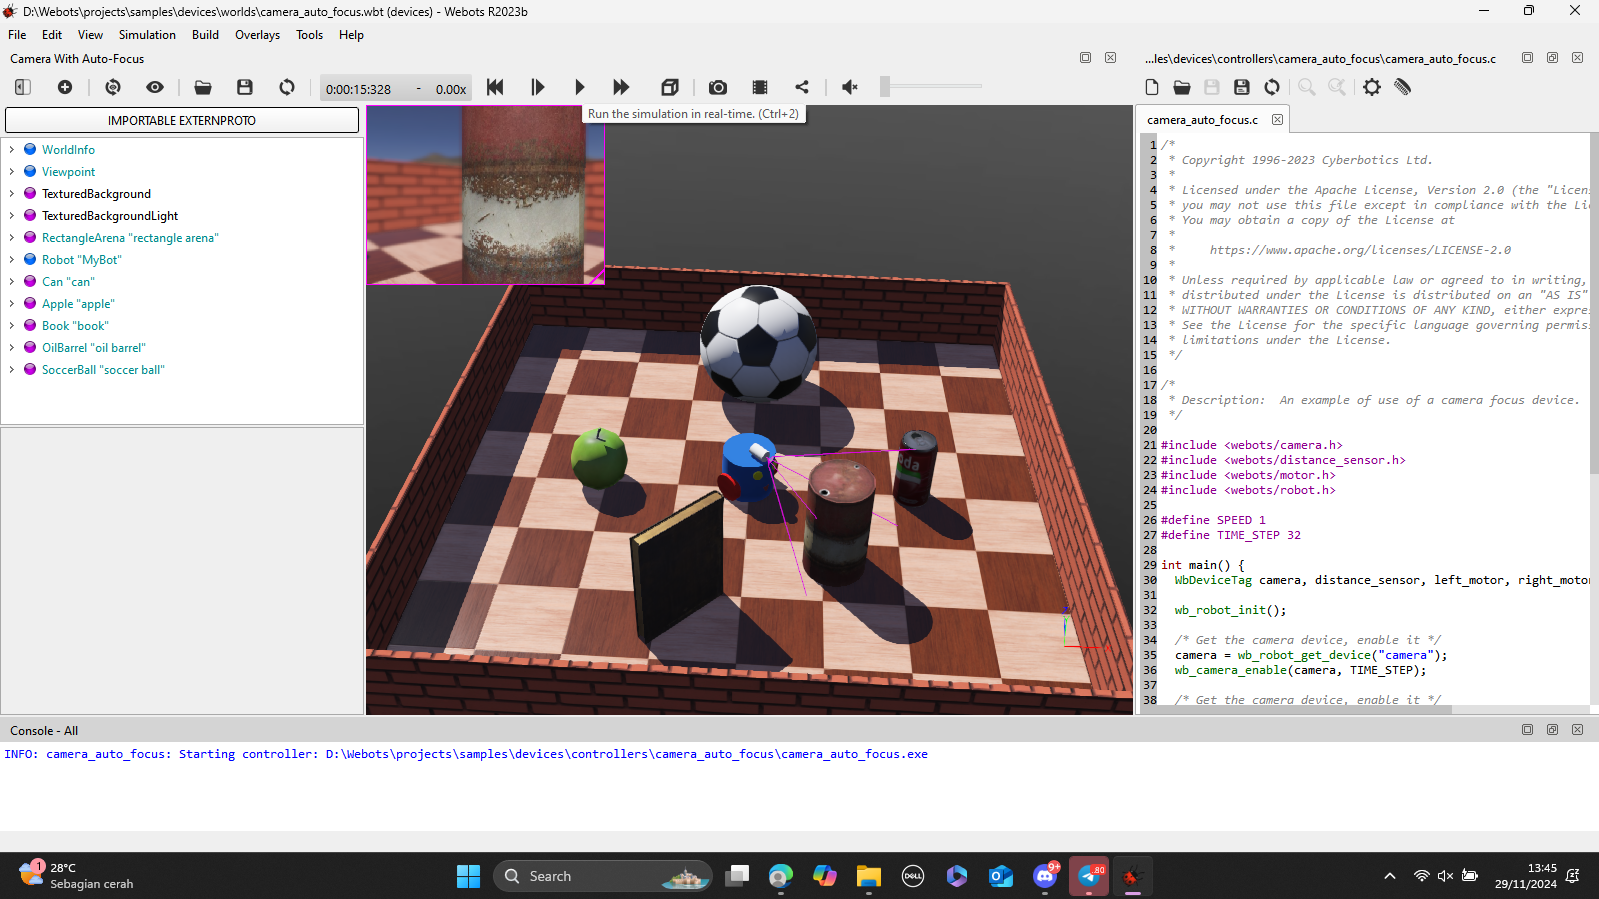 D:\Webots\projects\samples\devices\worlds\camera_auto_focus.wbt (devices) - Webots R2023b
File Edit View Simulation Build Overlays Tools Help
Camera With Auto-Focus
...les\devices\controllers\camera_auto_focus\camera_auto_focus.c
0:00:15:328 - 0.00x
Run the simulation in real-time. (Ctrl+2)
IMPORTABLE EXTERNPROTO
WorldInfo
Viewpoint
TexturedBackground
TexturedBackgroundLight
RectangleArena "rectangle arena"
Robot "MyBot"
Can "can"
Apple "apple"
Book "book"
OilBarrel "oil barrel"
SoccerBall "soccer ball"
camera_auto_focus.c
1 /*
2 * Copyright 1996-2023 Cyberbotics Ltd.
3 *
4 * Licensed under the Apache License, Version 2.0 (the "Licen
5 * you may not use this file except in compliance with the Li
6 * You may obtain a copy of the License at
7 *
8 * https://www.apache.org/licenses/LICENSE-2.0
9 *
10 * Unless required by applicable law or agreed to in writing,
11 * distributed under the License is distributed on an "AS IS"
12 * WITHOUT WARRANTIES OR CONDITIONS OF ANY KIND, either expre
13 * See the License for the specific language governing permis
14 * limitations under the License.
15 */
16
17 /*
18 * Description: An example of use of a camera focus device.
19 */
20
21 #include <webots/camera.h>
22 #include <webots/distance_sensor.h>
23 #include <webots/motor.h>
24 #include <webots/robot.h>
25
26 #define SPEED 1
27 #define TIME_STEP 32
28
29 int main() {
30 WbDeviceTag camera, distance_sensor, left_motor, right_moto
31
32 wb_robot_init();
33
34 /* Get the camera device, enable it */
35 camera = wb_robot_get_device("camera");
36 wb_camera_enable(camera, TIME_STEP);
37
38 /* Get the camera device, enable it */
Console - All
INFO: camera_auto_focus: Starting controller: D:\Webots\projects\samples\devices\controllers\camera_auto_focus\camera_auto_focus.exe
1
28°C
Sebagian cerah
Search
DELL
9+
80
13:45
29/11/2024